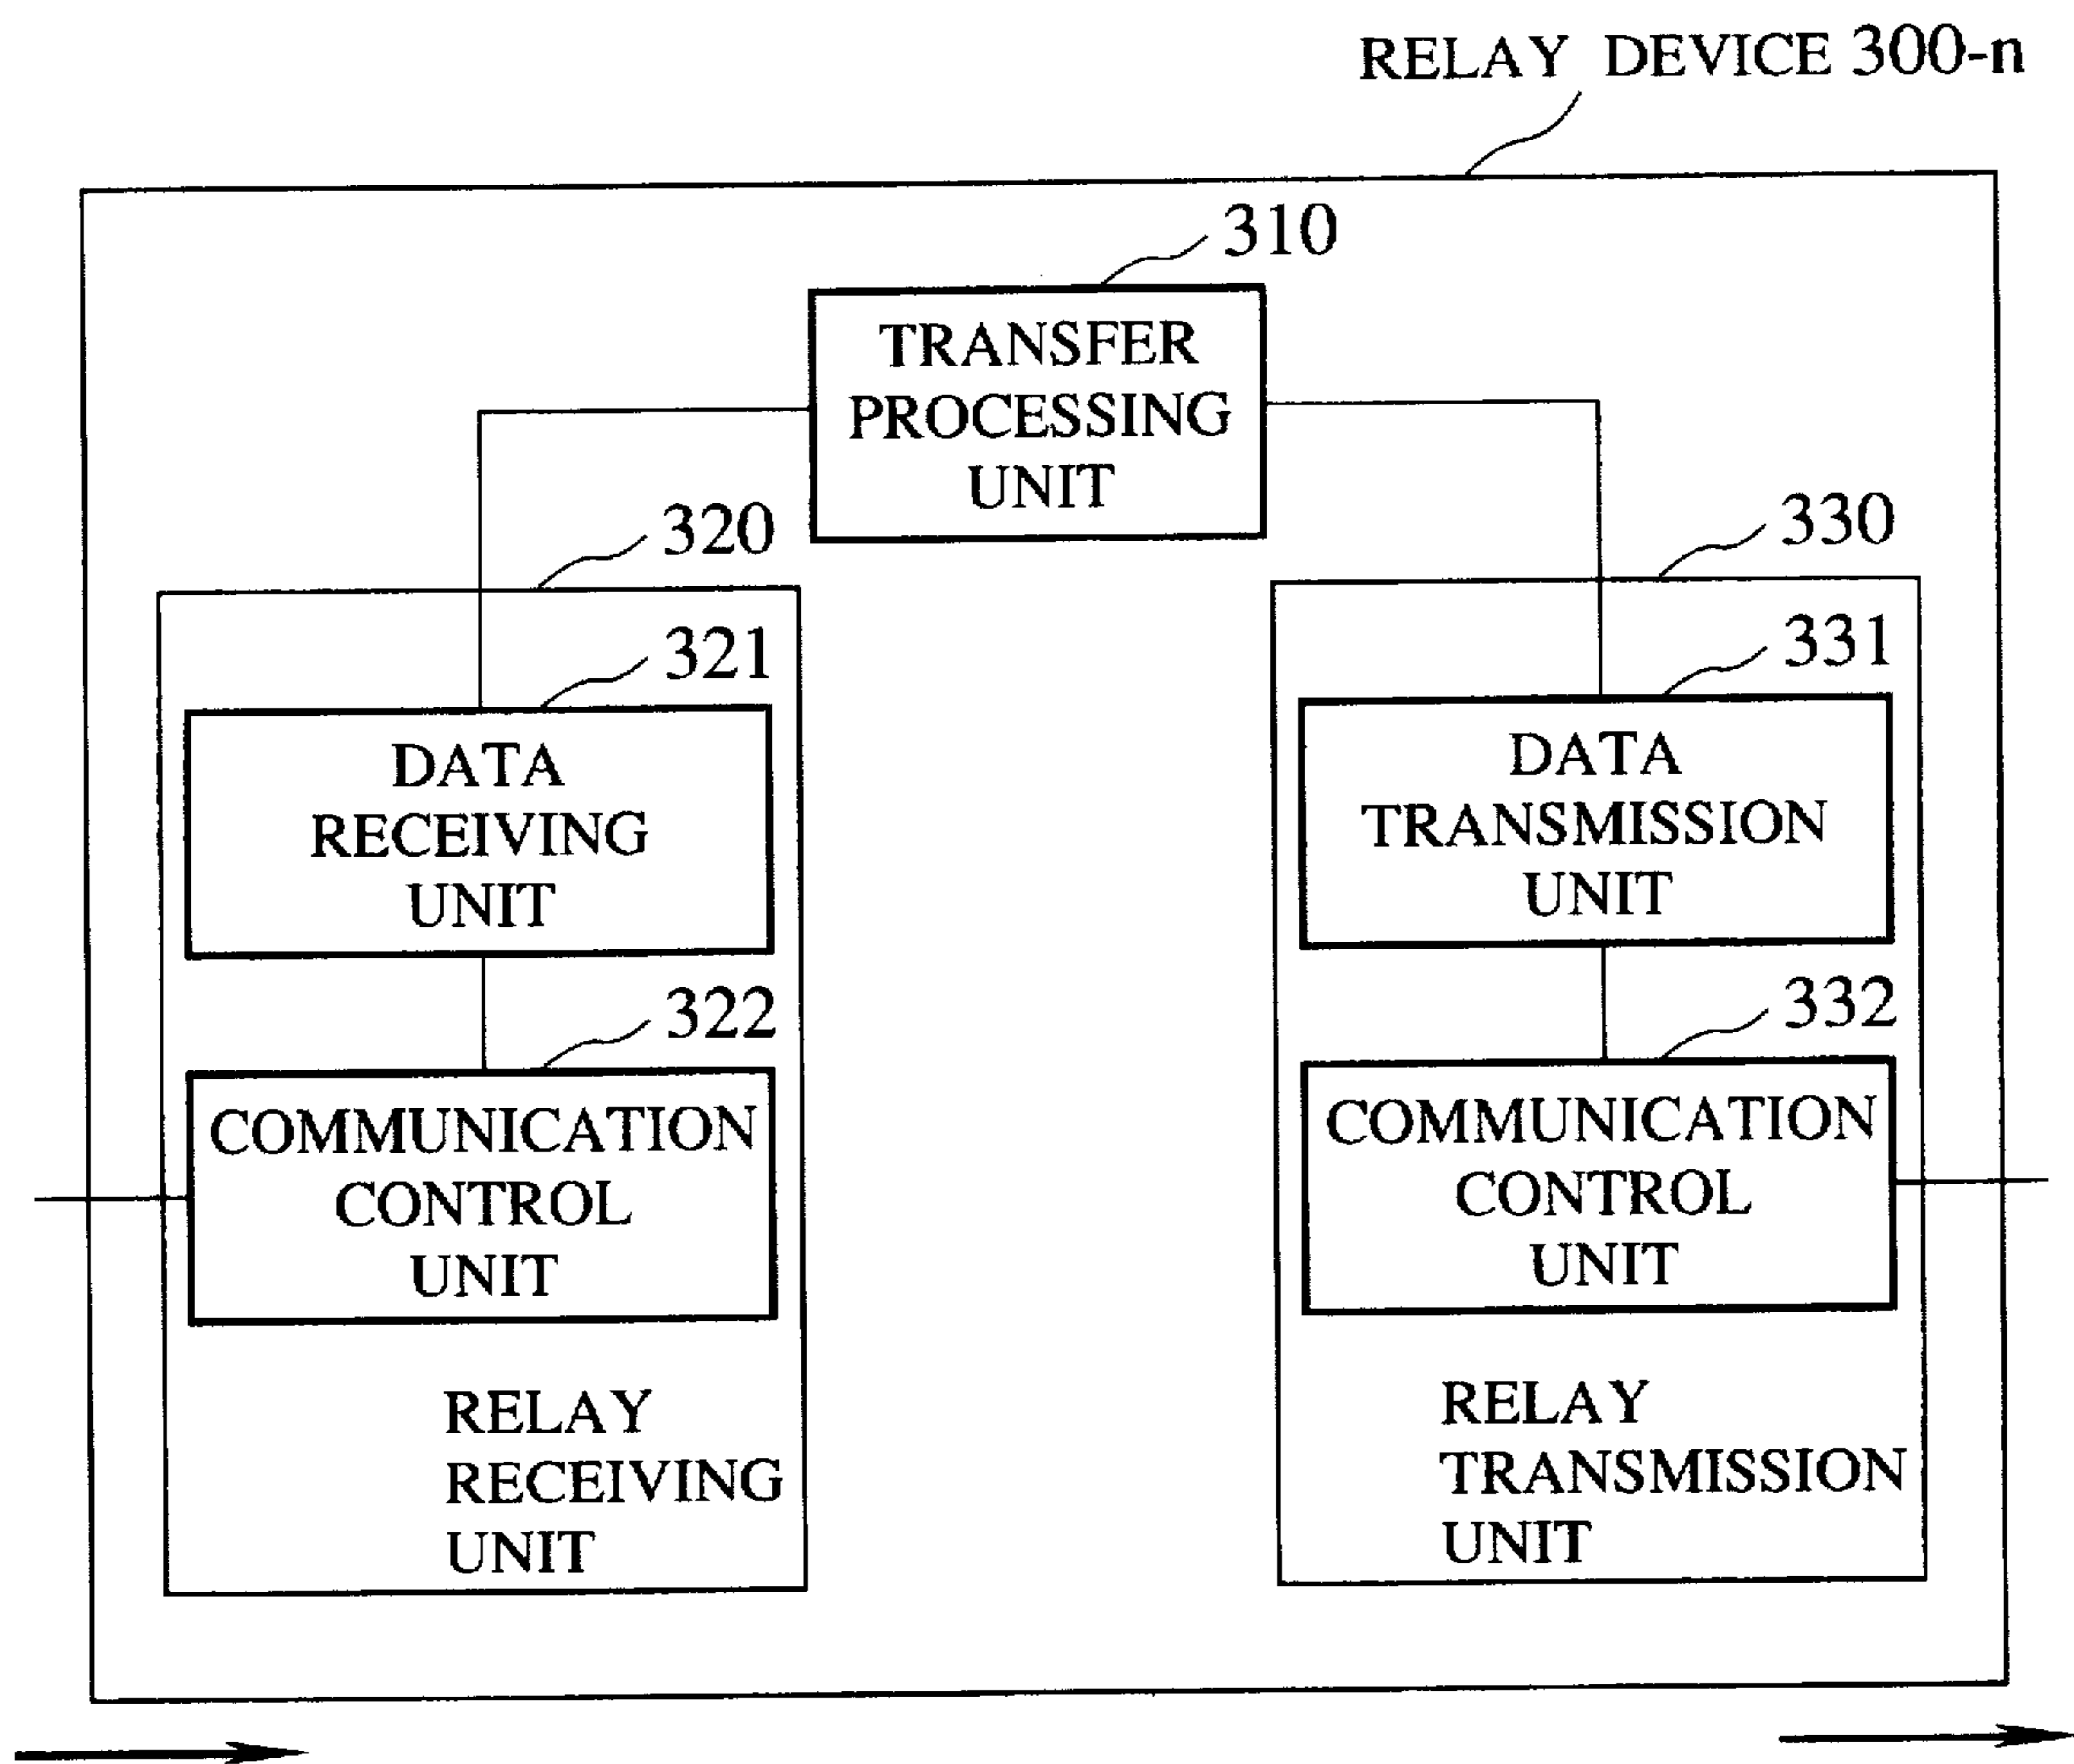 RELAY DEVICE 300-n
310
TRANSFER
PROCESSING
UNIT
320
321
DATA
RECEIVING
UNIT
322
COMMUNICATION
CONTROL
UNIT
RELAY
RECEIVING
UNIT
330
331
DATA
TRANSMISSION
UNIT
332
COMMUNICATION
CONTROL
UNIT
RELAY
TRANSMISSION
UNIT